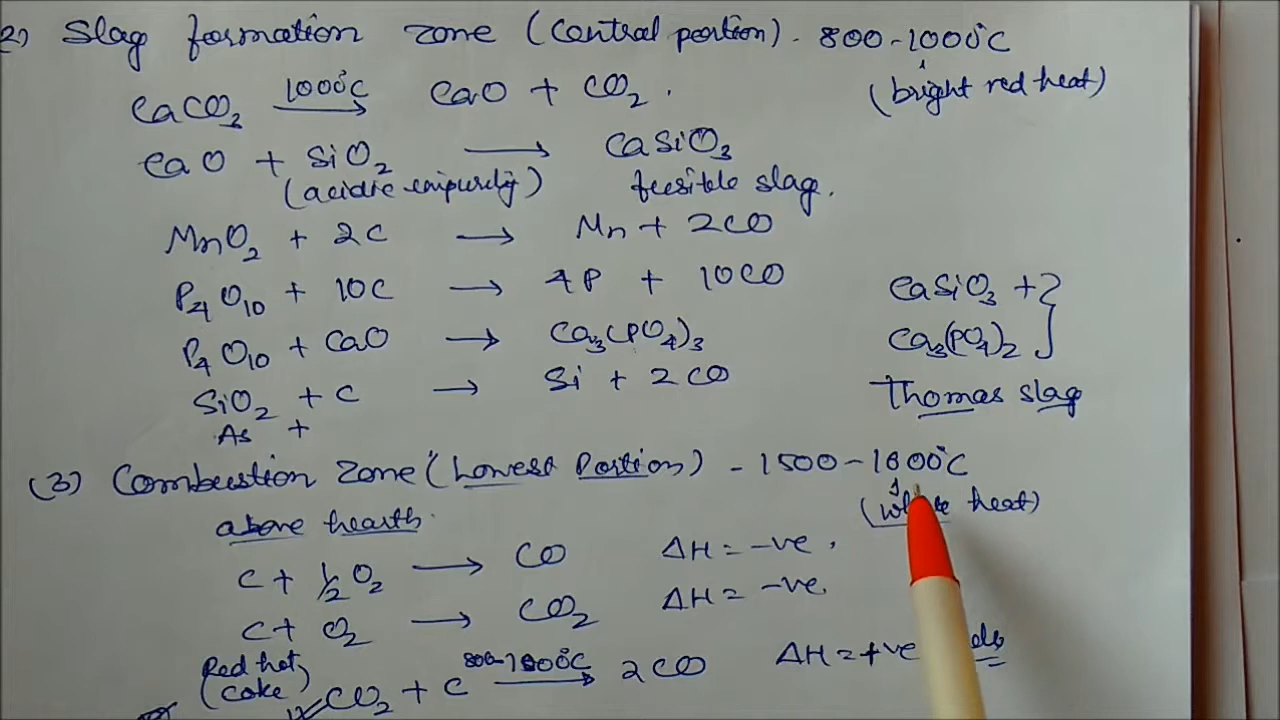 2) Slag formation zone (Central portion) - 800-1000°C
(bright red heat)
CaCO3 1000°C → CaO + CO2.
CaO + SiO2 → CaSiO3
(acidic impurity) fusible slag.
MnO2 + 2C → Mn + 2CO
P4O10 + 10C → 4P + 10CO
P4O10 + CaO → Ca3(PO4)3
SiO2 + C → Si + 2CO
As +
CaSiO3 + }
Ca3(PO4)2
Thomas slag
(3) Combustion zone (Lowest Portion) - 1500-1600°C
above hearth. heat)
C + 1/2 O2 → CO ΔH = -ve,
C + O2 → CO2 ΔH = -ve.
Red hot
(Coke) CO2 + C 800-1000°C → 2CO ΔH = +ve